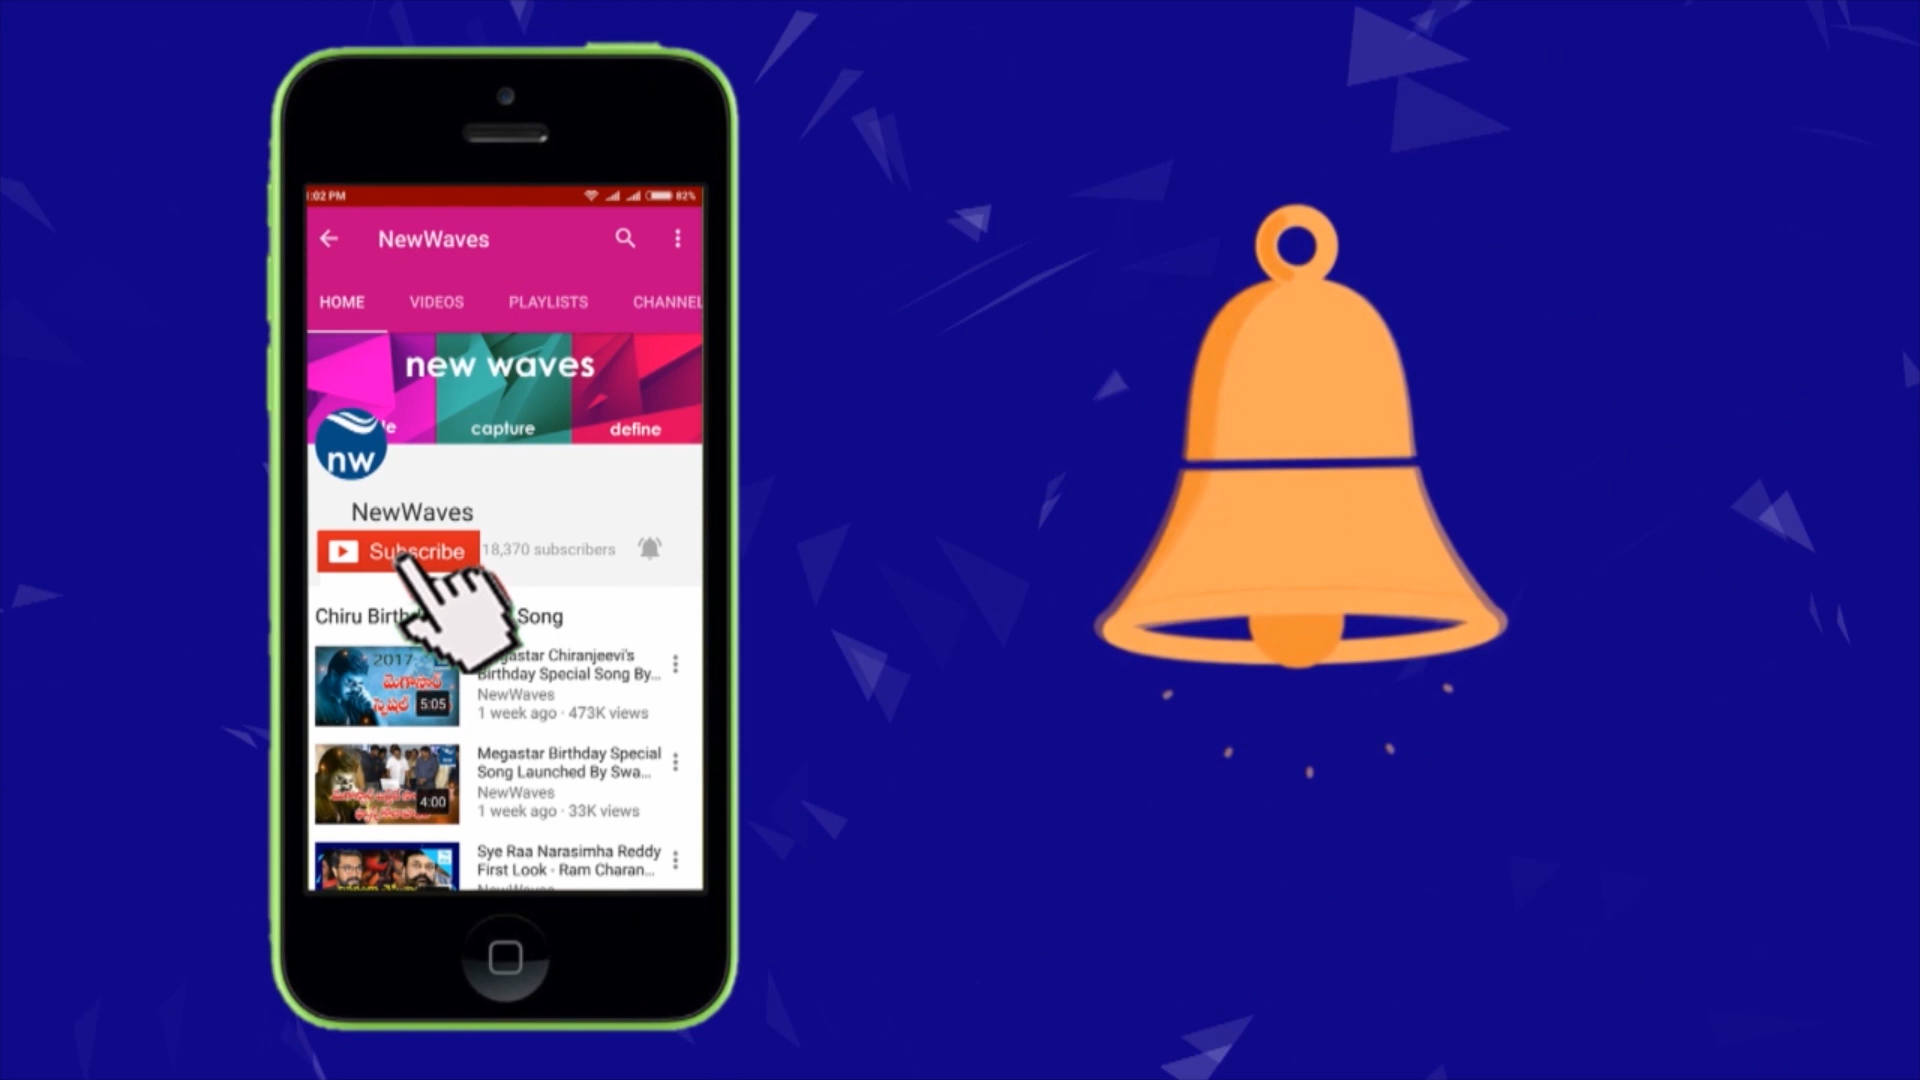 1:02 PM
82%
NewWaves
HOME VIDEOS PLAYLISTS CHANNEL
new waves
capture define
nw
NewWaves
Subscribe 18,370 subscribers
Chiru Song
2017
మెగాస్టార్
స్పెషల్
5:05
Chiranjeevi's
Birthday Special Song By...
NewWaves
1 week ago · 473K views
4:00
Megastar Birthday Special
Song Launched By Swa...
NewWaves
1 week ago · 33K views
Sye Raa Narasimha Reddy
First Look - Ram Charan...
NewWaves